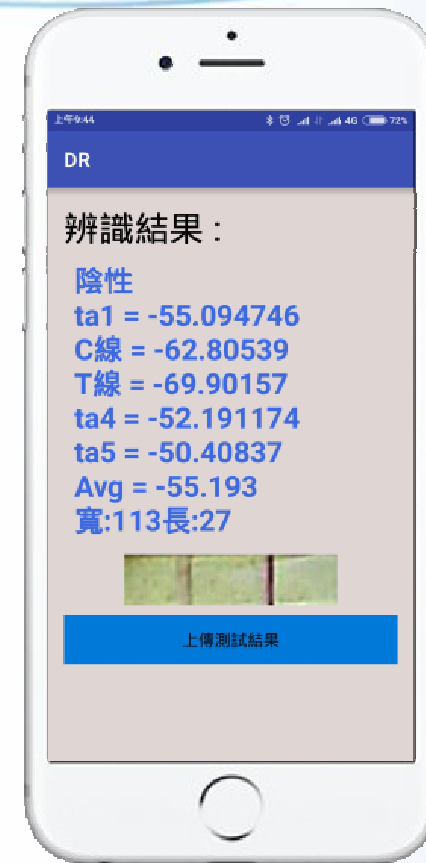 上午9:44
4G 72%
DR
辨識結果 :
陰性
ta1 = -55.094746
C線 = -62.80539
T線 = -69.90157
ta4 = -52.191174
ta5 = -50.40837
Avg = -55.193
寬:113長:27
上傳測試結果